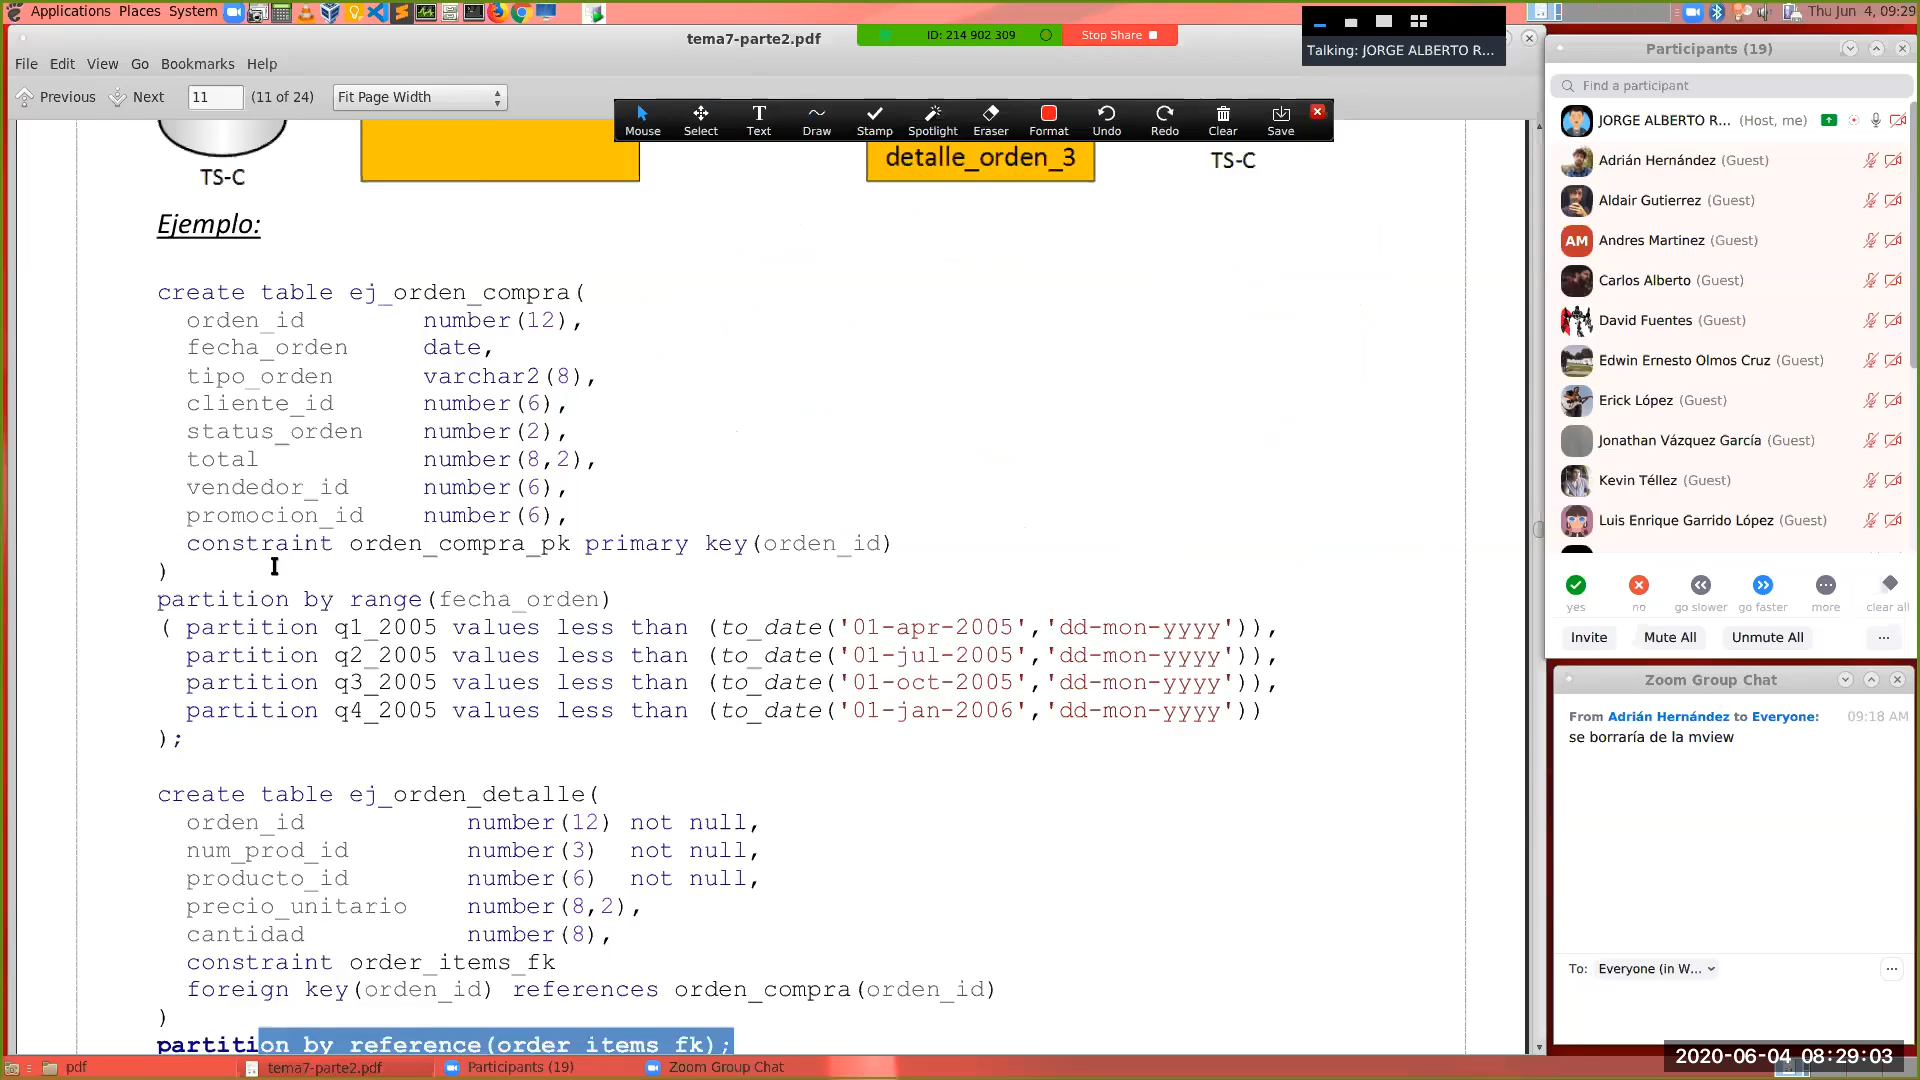 Applications Places System
Thu Jun 4, 09:29
tema7-parte2.pdf
ID: 214 902 309
Stop Share
Talking: JORGE ALBERTO R...
File Edit View Go Bookmarks Help
Previous Next 11 (11 of 24) Fit Page Width
Mouse Select Text Draw Stamp Spotlight Eraser Format Undo Redo Clear Save
TS-C
detalle_orden_3
TS-C
Ejemplo:
create table ej_orden_compra(
orden_id number(12),
fecha_orden date,
tipo_orden varchar2(8),
cliente_id number(6),
status_orden number(2),
total number(8,2),
vendedor_id number(6),
promocion_id number(6),
constraint orden_compra_pk primary key(orden_id)
)
partition by range(fecha_orden)
( partition q1_2005 values less than (to_date('01-apr-2005','dd-mon-yyyy')),
partition q2_2005 values less than (to_date('01-jul-2005','dd-mon-yyyy')),
partition q3_2005 values less than (to_date('01-oct-2005','dd-mon-yyyy')),
partition q4_2005 values less than (to_date('01-jan-2006','dd-mon-yyyy'))
);
create table ej_orden_detalle(
orden_id number(12) not null,
num_prod_id number(3) not null,
producto_id number(6) not null,
precio_unitario number(8,2),
cantidad number(8),
constraint order_items_fk
foreign key(orden_id) references orden_compra(orden_id)
)
partition by reference(order_items_fk);
Participants (19)
Find a participant
JORGE ALBERTO R... (Host, me)
Adrián Hernández (Guest)
Aldair Gutierrez (Guest)
AM Andres Martinez (Guest)
Carlos Alberto (Guest)
David Fuentes (Guest)
Edwin Ernesto Olmos Cruz (Guest)
Erick López (Guest)
Jonathan Vázquez García (Guest)
Kevin Téllez (Guest)
Luis Enrique Garrido López (Guest)
yes no go slower go faster more clear all
Invite Mute All Unmute All ...
Zoom Group Chat
From Adrián Hernández to Everyone: 09:18 AM
se borraría de la mview
To: Everyone (in W... ...
pdf tema7-parte2.pdf Participants (19) Zoom Group Chat
2020-06-04 08:29:03